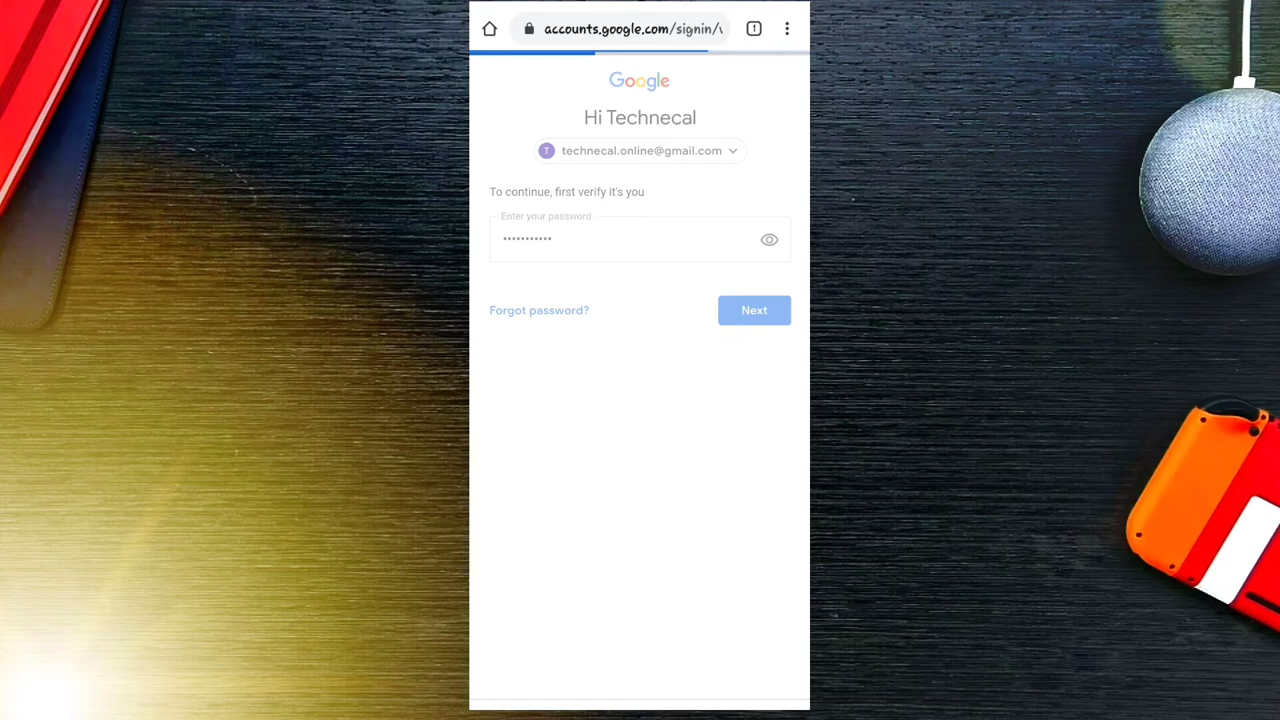 accounts.google.com/signin/v
1
Google
Hi Technecal
T technecal.online@gmail.com
To continue, first verify it's you
Enter your password
•••••••••••
Forgot password?
Next